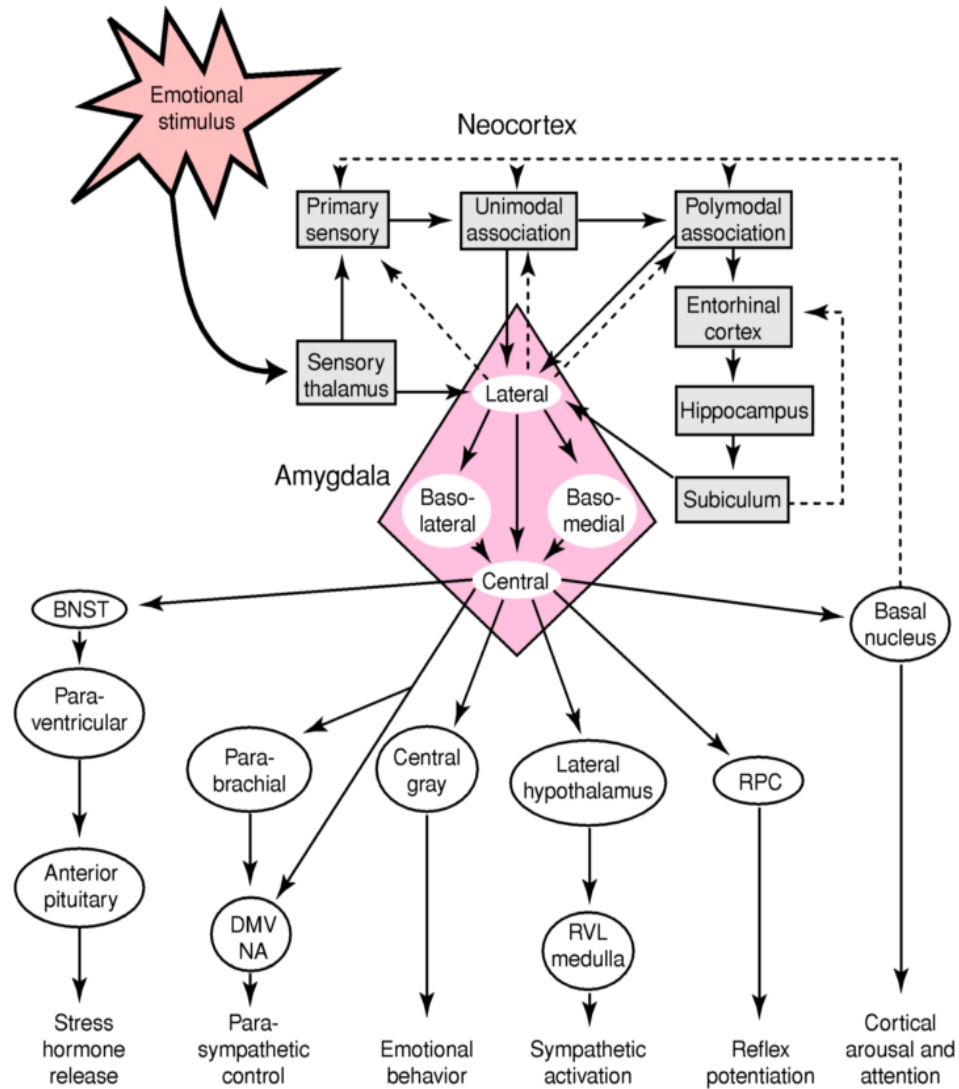 Emotional
stimulus
Neocortex
Primary
sensory
Unimodal
association
Polymodal
association
Entorhinal
cortex
Sensory
thalamus
Lateral
Hippocampus
Amygdala
Baso-
lateral
Baso-
medial
Subiculum
Central
BNST
Basal
nucleus
Para-
ventricular
Para-
brachial
Central
gray
Lateral
hypothalamus
RPC
Anterior
pituitary
DMV
NA
RVL
medulla
Stress
hormone
release
Para-
sympathetic
control
Emotional
behavior
Sympathetic
activation
Reflex
potentiation
Cortical
arousal and
attention